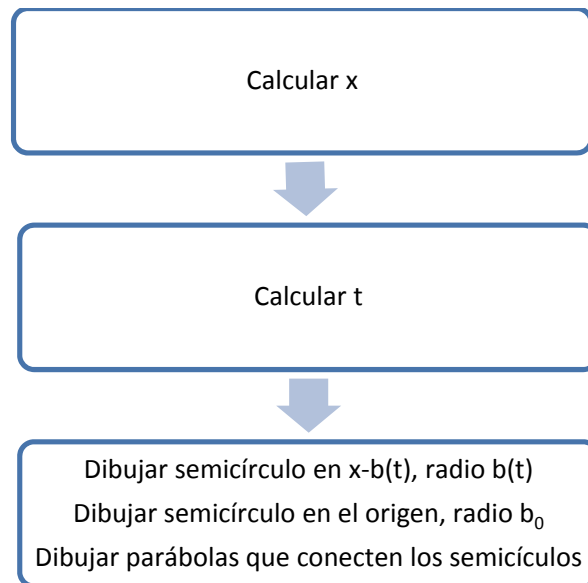 Calcular x
Calcular t
Dibujar semicírculo en x-b(t), radio b(t)
Dibujar semicírculo en el origen, radio b₀
Dibujar parábolas que conecten los semicículos